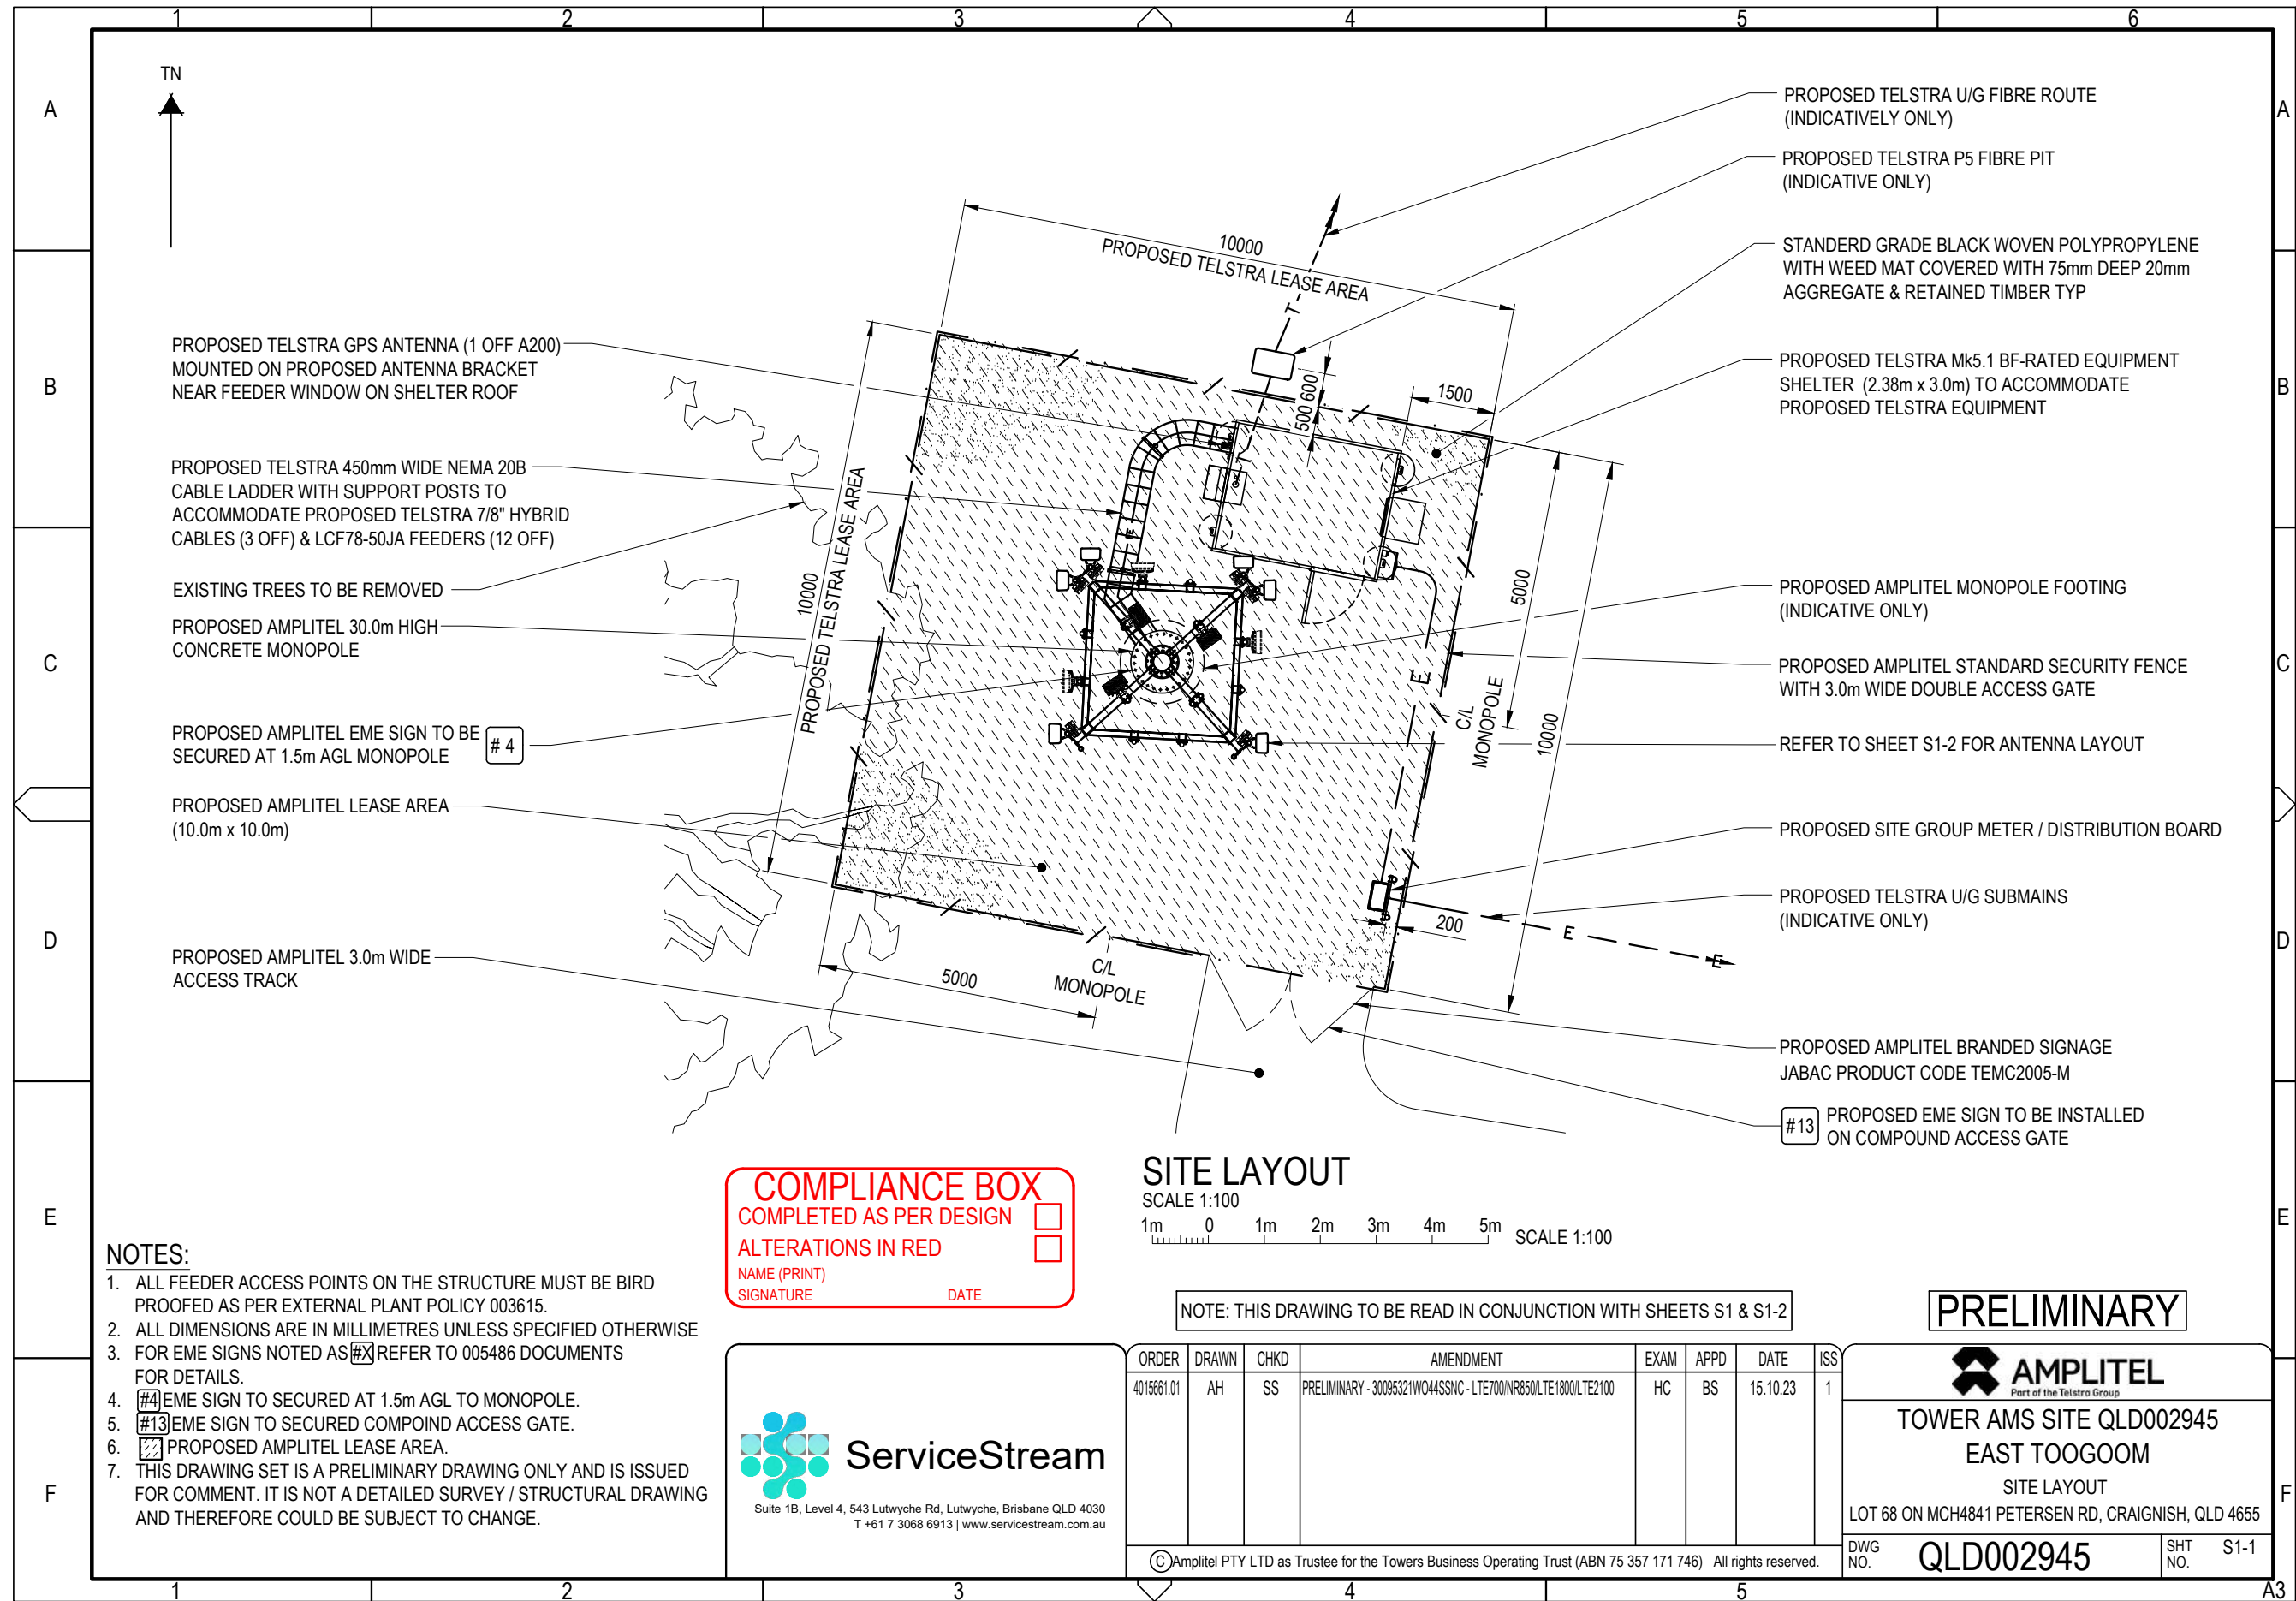 1 2 3 4 5 6
A A
B B
C C
D D
E E
F F
TN
PROPOSED TELSTRA GPS ANTENNA (1 OFF A200)
MOUNTED ON PROPOSED ANTENNA BRACKET
NEAR FEEDER WINDOW ON SHELTER ROOF
PROPOSED TELSTRA 450mm WIDE NEMA 20B
CABLE LADDER WITH SUPPORT POSTS TO
ACCOMMODATE PROPOSED TELSTRA 7/8" HYBRID
CABLES (3 OFF) & LCF78-50JA FEEDERS (12 OFF)
EXISTING TREES TO BE REMOVED
PROPOSED AMPLITEL 30.0m HIGH
CONCRETE MONOPOLE
PROPOSED AMPLITEL EME SIGN TO BE
SECURED AT 1.5m AGL MONOPOLE
# 4
PROPOSED AMPLITEL LEASE AREA
(10.0m x 10.0m)
PROPOSED AMPLITEL 3.0m WIDE
ACCESS TRACK
10000
PROPOSED TELSTRA LEASE AREA
10000
PROPOSED TELSTRA LEASE AREA
T
500 600
1500
5000
10000
C/L
MONOPOLE
E
200
E
E
5000
C/L
MONOPOLE
PROPOSED TELSTRA U/G FIBRE ROUTE
(INDICATIVELY ONLY)
PROPOSED TELSTRA P5 FIBRE PIT
(INDICATIVE ONLY)
STANDERD GRADE BLACK WOVEN POLYPROPYLENE
WITH WEED MAT COVERED WITH 75mm DEEP 20mm
AGGREGATE & RETAINED TIMBER TYP
PROPOSED TELSTRA Mk5.1 BF-RATED EQUIPMENT
SHELTER (2.38m x 3.0m) TO ACCOMMODATE
PROPOSED TELSTRA EQUIPMENT
PROPOSED AMPLITEL MONOPOLE FOOTING
(INDICATIVE ONLY)
PROPOSED AMPLITEL STANDARD SECURITY FENCE
WITH 3.0m WIDE DOUBLE ACCESS GATE
REFER TO SHEET S1-2 FOR ANTENNA LAYOUT
PROPOSED SITE GROUP METER / DISTRIBUTION BOARD
PROPOSED TELSTRA U/G SUBMAINS
(INDICATIVE ONLY)
PROPOSED AMPLITEL BRANDED SIGNAGE
JABAC PRODUCT CODE TEMC2005-M
#13
PROPOSED EME SIGN TO BE INSTALLED
ON COMPOUND ACCESS GATE
COMPLIANCE BOX
COMPLETED AS PER DESIGN
ALTERATIONS IN RED
NAME (PRINT)
SIGNATURE DATE
SITE LAYOUT
SCALE 1:100
1m 0 1m 2m 3m 4m 5m SCALE 1:100
NOTES:
1. ALL FEEDER ACCESS POINTS ON THE STRUCTURE MUST BE BIRD
PROOFED AS PER EXTERNAL PLANT POLICY 003615.
2. ALL DIMENSIONS ARE IN MILLIMETRES UNLESS SPECIFIED OTHERWISE
3. FOR EME SIGNS NOTED AS #X REFER TO 005486 DOCUMENTS
FOR DETAILS.
4. #4 EME SIGN TO SECURED AT 1.5m AGL TO MONOPOLE.
5. #13 EME SIGN TO SECURED COMPOIND ACCESS GATE.
6. PROPOSED AMPLITEL LEASE AREA.
7. THIS DRAWING SET IS A PRELIMINARY DRAWING ONLY AND IS ISSUED
FOR COMMENT. IT IS NOT A DETAILED SURVEY / STRUCTURAL DRAWING
AND THEREFORE COULD BE SUBJECT TO CHANGE.
NOTE: THIS DRAWING TO BE READ IN CONJUNCTION WITH SHEETS S1 & S1-2
PRELIMINARY
ServiceStream
Suite 1B, Level 4, 543 Lutwyche Rd, Lutwyche, Brisbane QLD 4030
T +61 7 3068 6913 | www.servicestream.com.au
ORDER DRAWN CHKD AMENDMENT EXAM APPD DATE ISS
4015661.01 AH SS PRELIMINARY - 30095321WO44SSNC - LTE700/NR850/LTE1800/LTE2100 HC BS 15.10.23 1
© Amplitel PTY LTD as Trustee for the Towers Business Operating Trust (ABN 75 357 171 746) All rights reserved.
AMPLITEL
Part of the Telstra Group
TOWER AMS SITE QLD002945
EAST TOOGOOM
SITE LAYOUT
LOT 68 ON MCH4841 PETERSEN RD, CRAIGNISH, QLD 4655
DWG
NO.
QLD002945
SHT
NO.
S1-1
1 2 3 4 5 A3